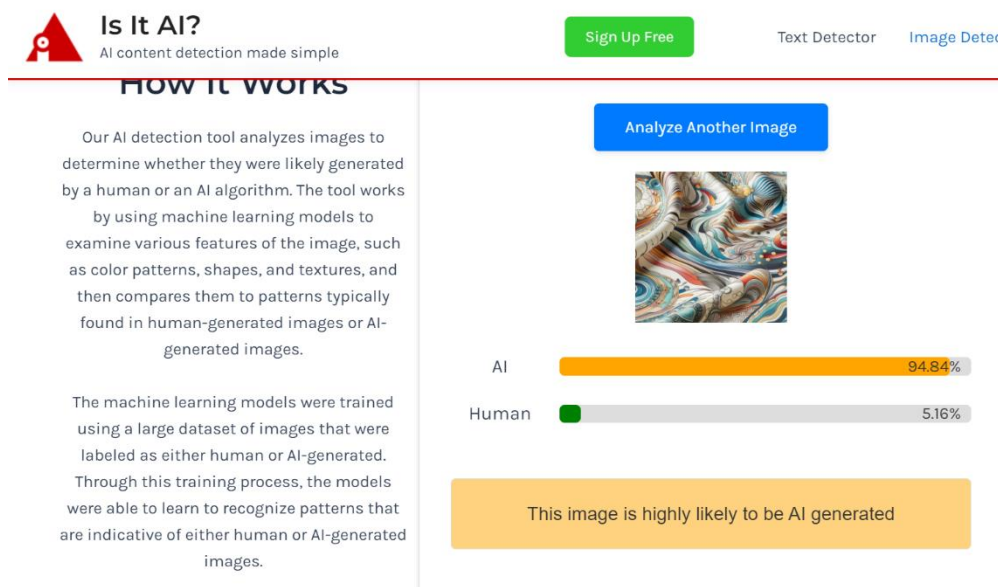 Is It AI?
AI content detection made simple
Sign Up Free
Text Detector
Image Detec
How It Works
Our AI detection tool analyzes images to
determine whether they were likely generated
by a human or an AI algorithm. The tool works
by using machine learning models to
examine various features of the image, such
as color patterns, shapes, and textures, and
then compares them to patterns typically
found in human-generated images or AI-
generated images.
The machine learning models were trained
using a large dataset of images that were
labeled as either human or AI-generated.
Through this training process, the models
were able to learn to recognize patterns that
are indicative of either human or AI-generated
images.
Analyze Another Image
AI 94.84%
Human 5.16%
This image is highly likely to be AI generated